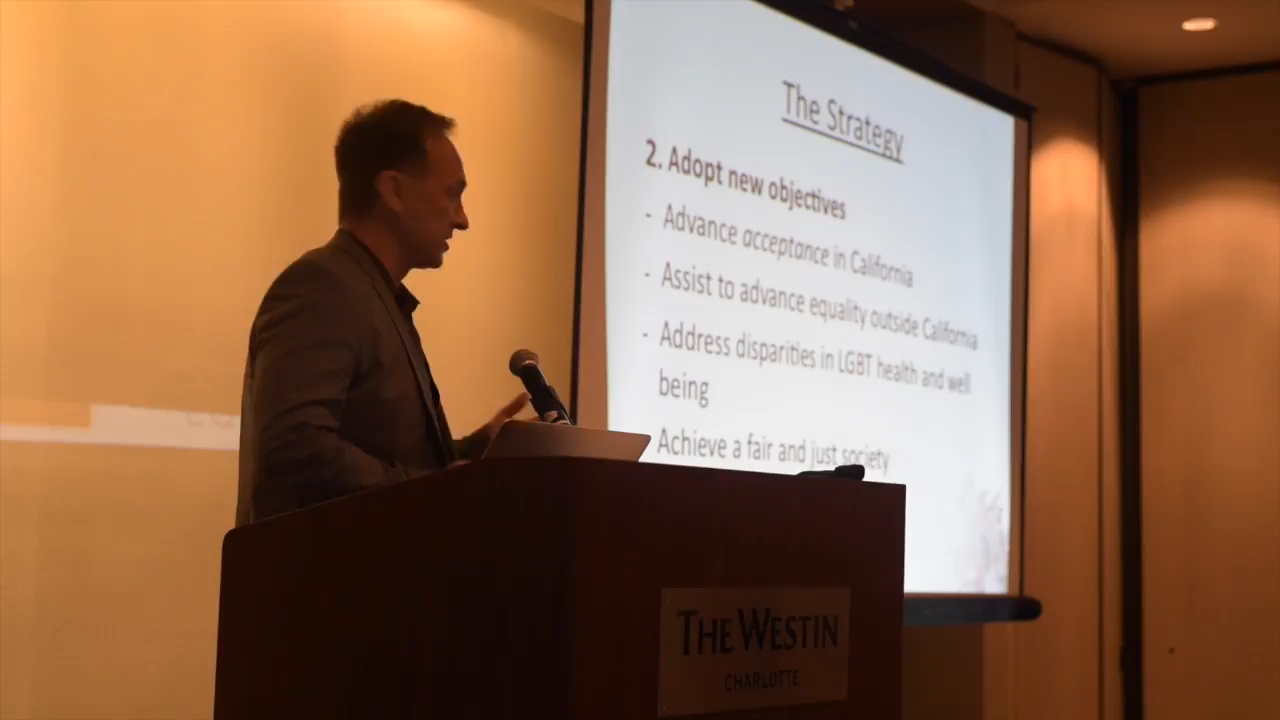 The Strategy
2. Adopt new objectives
- Advance acceptance in California
- Assist to advance equality outside California
- Address disparities in LGBT health and well
being
Achieve a fair and just society
THE WESTIN
CHARLOTTE